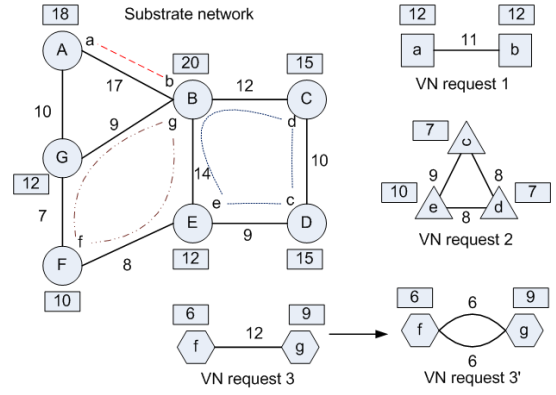 18
Substrate network
12
12
A
a
11
a
b
b
20
15
VN request 1
17
12
B
C
10
9
g
d
7
c
G
12
14
10
10
9
8
7
e
d
8
7
e
c
f
E
9
D
VN request 2
F
8
12
15
10
6
9
6
9
6
12
f
g
f
g
6
VN request 3
VN request 3'